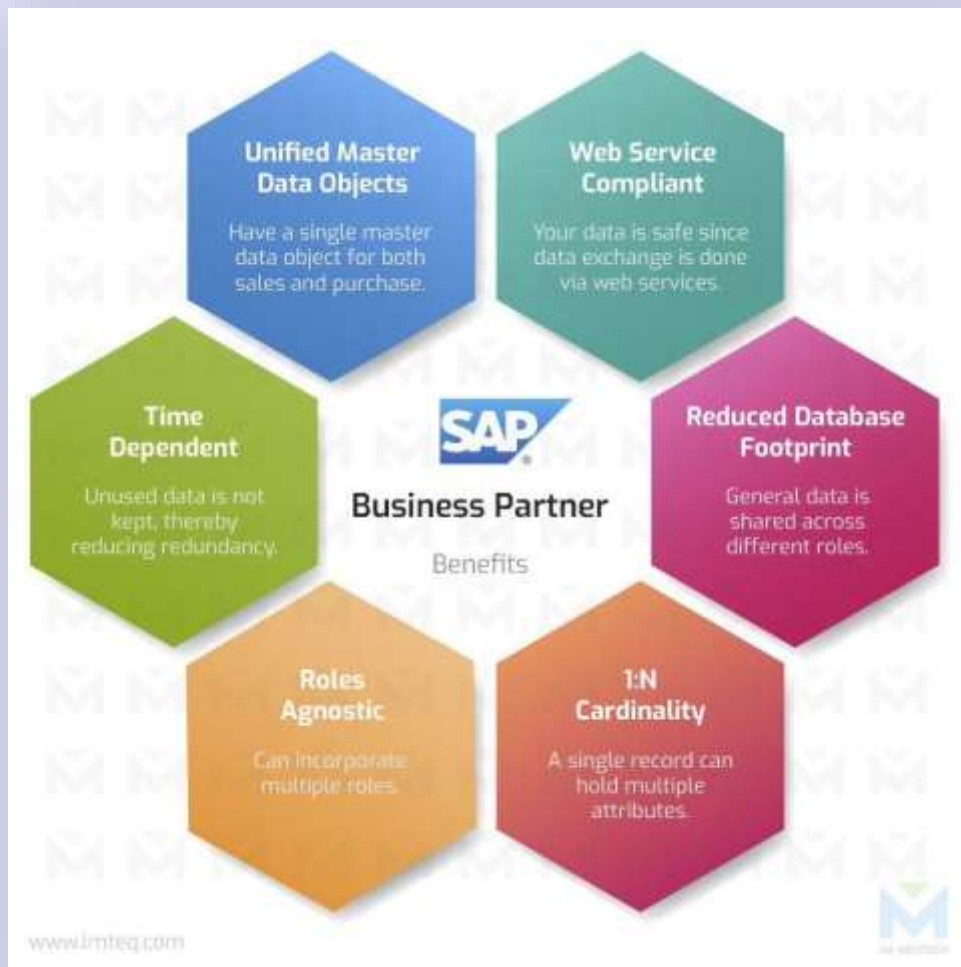 Unified Master
Data Objects
Have a single master
data object for both
sales and purchase.
Web Service
Compliant
Your data is safe since
data exchange is done
via web services.
Time
Dependent
Unused data is not
kept, thereby
reducing redundancy.
SAP
Business Partner
Benefits
Reduced Database
Footprint
General data is
shared across
different roles.
Roles
Agnostic
Can incorporate
multiple roles.
1:N
Cardinality
A single record can
hold multiple
attributes.
www.lmteq.com